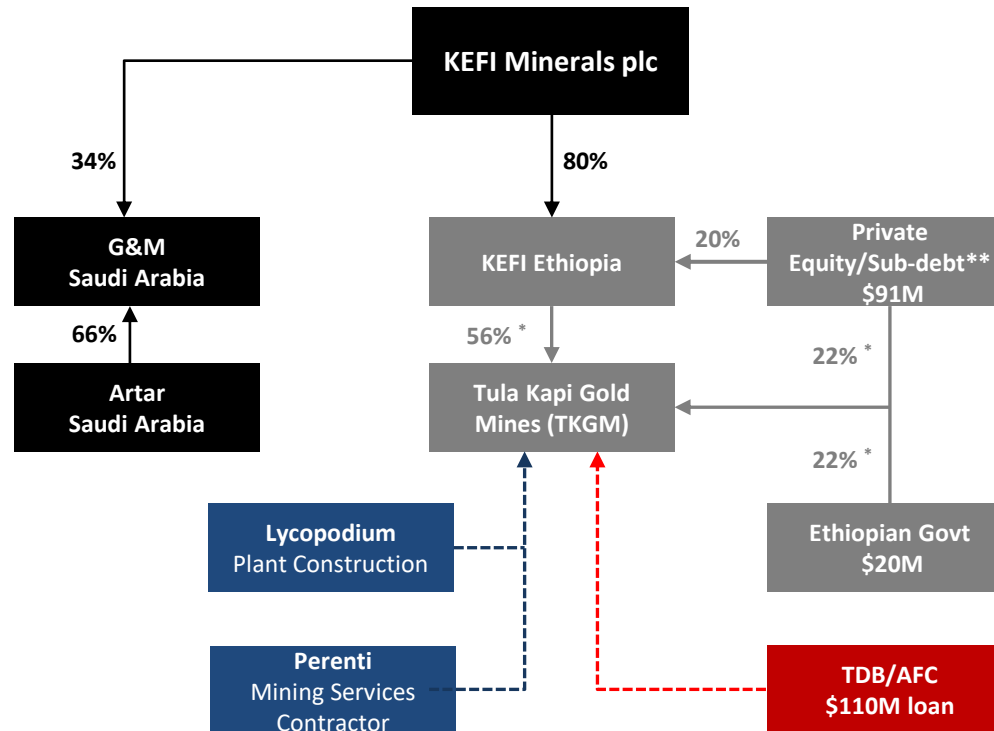 KEFI Minerals plc
34%
80%
G&M
Saudi Arabia
KEFI Ethiopia
20%
Private
Equity/Sub-debt**
$91M
66%
56% *
22% *
Artar
Saudi Arabia
Tula Kapi Gold
Mines (TKGM)
22% *
Lycopodium
Plant Construction
Ethiopian Govt
$20M
Perenti
Mining Services
Contractor
TDB/AFC
$110M loan